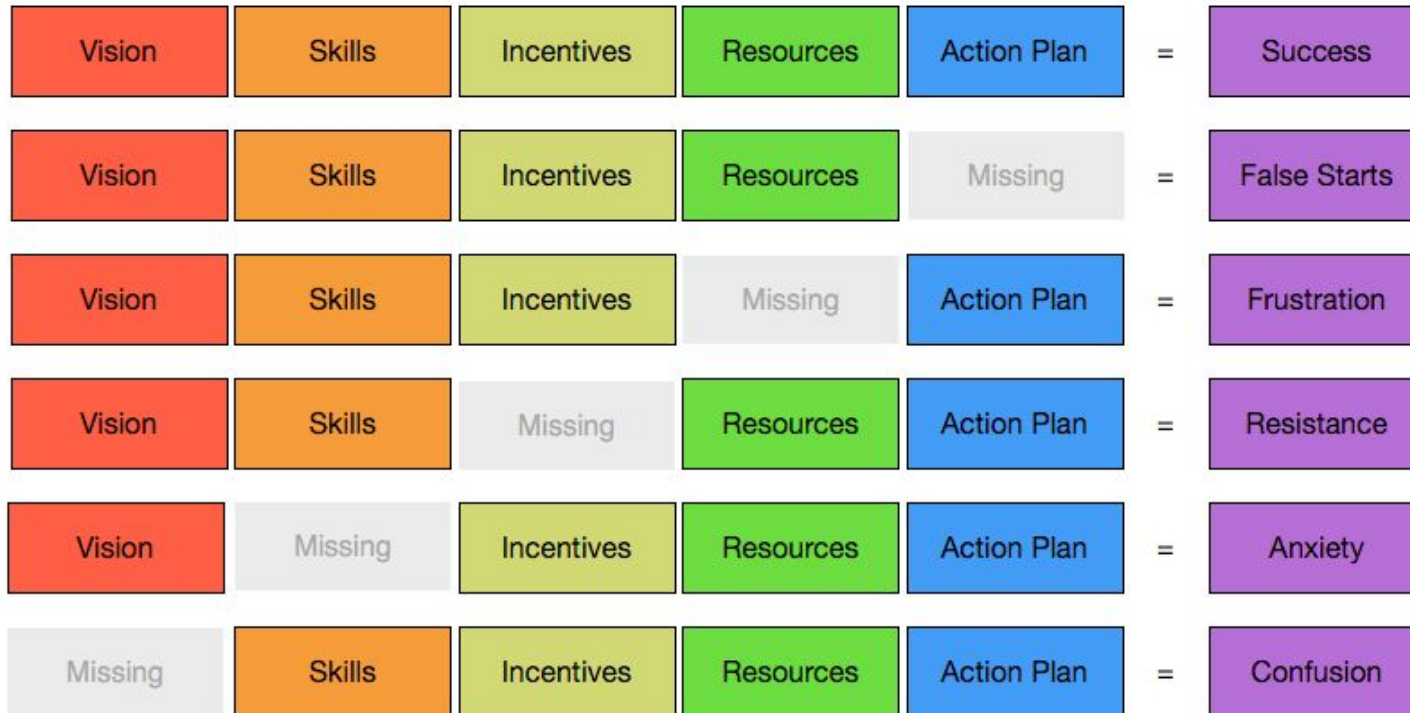 Vision Skills Incentives Resources Action Plan = Success
Vision Skills Incentives Resources Missing = False Starts
Vision Skills Incentives Missing Action Plan = Frustration
Vision Skills Missing Resources Action Plan = Resistance
Vision Missing Incentives Resources Action Plan = Anxiety
Missing Skills Incentives Resources Action Plan = Confusion